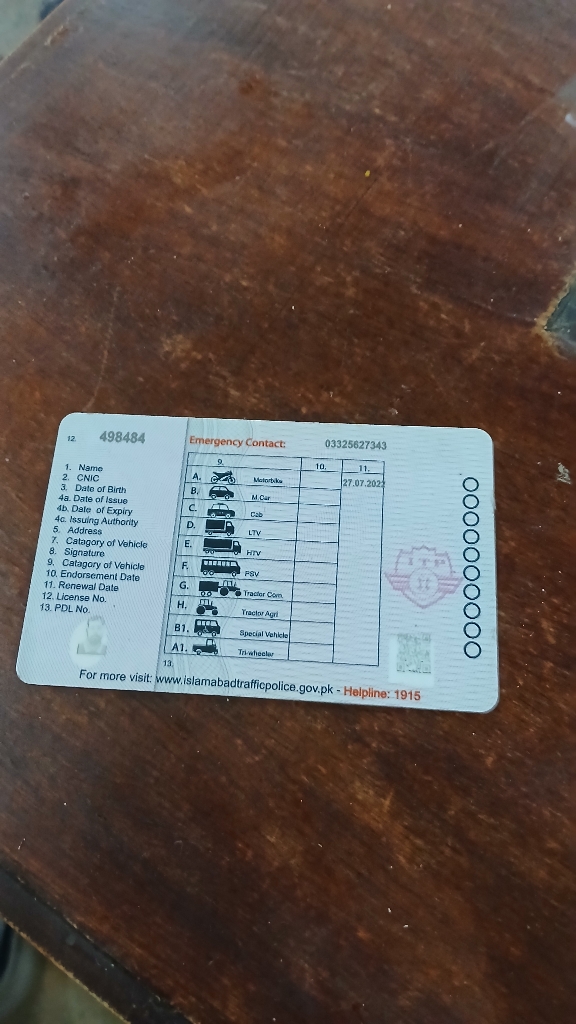 12. 498484
Emergency Contact: 03325627343
1. Name
2. CNIC
3. Date of Birth
4a. Date of Issue
4b. Date of Expiry
4c. Issuing Authority
5. Address
7. Catagory of Vehicle
8. Signature
9. Catagory of Vehicle
10. Endorsement Date
11. Renewal Date
12. License No.
13. PDL No.
9. 10. 11.
A. Motorbike 27.07.2022
B. M.Car
C. Cab
D. LTV
E. HTV
F. PSV
G. Tractor Com.
H. Tractor Agri
B1. Special Vehicle
A1. Tri-wheeler
13.
ITP
For more visit: www.islamabadtrafficpolice.gov.pk - Helpline: 1915